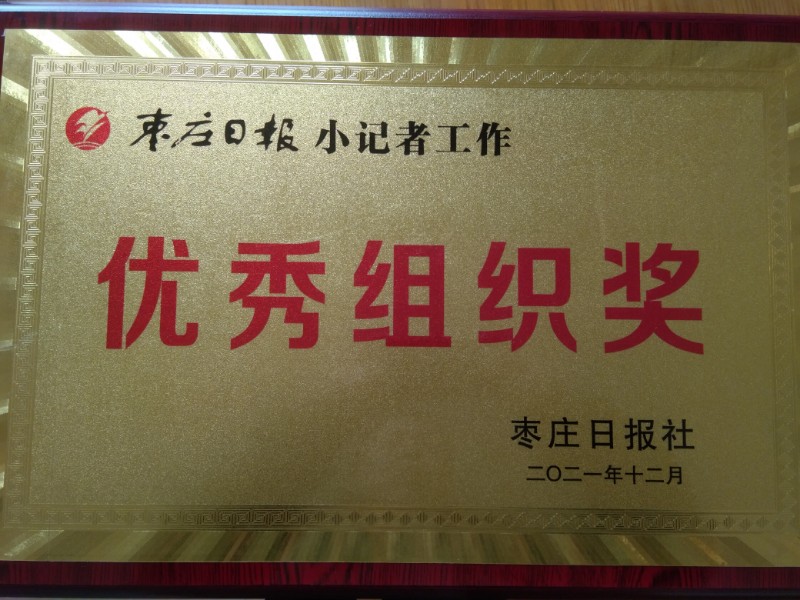 枣庄日报 小记者工作
优秀组织奖
枣庄日报社
二〇二一年十二月